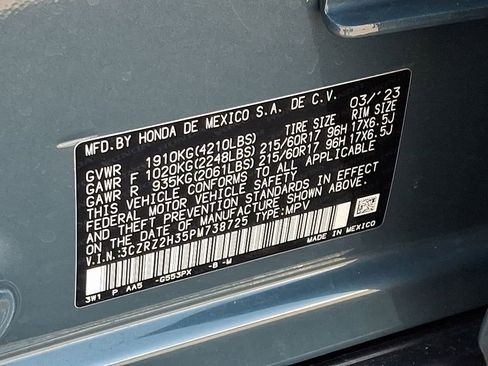 MFD.BY HONDA DE MEXICO S.A. DE C.V. 03/'23
TIRE SIZE RIM SIZE
GVWR 1910KG(4210LBS)
GAWR F 1020KG(2248LBS) 215/60R17 96H 17X6.5J
GAWR R 935KG(2061LBS) 215/60R17 96H 17X6.5J
THIS VEHICLE CONFORMS TO ALL APPLICABLE
FEDERAL MOTOR VEHICLE SAFETY
AND THEFT PREVENTION STANDARDS IN EFFECT
ON THE DATE OF MANUFACTURE SHOWN ABOVE.
V.I.N:3CZRZ2H35PM738725 TYPE:MPV
3W1 P AA5 -G553PX -B -M
MADE IN MEXICO